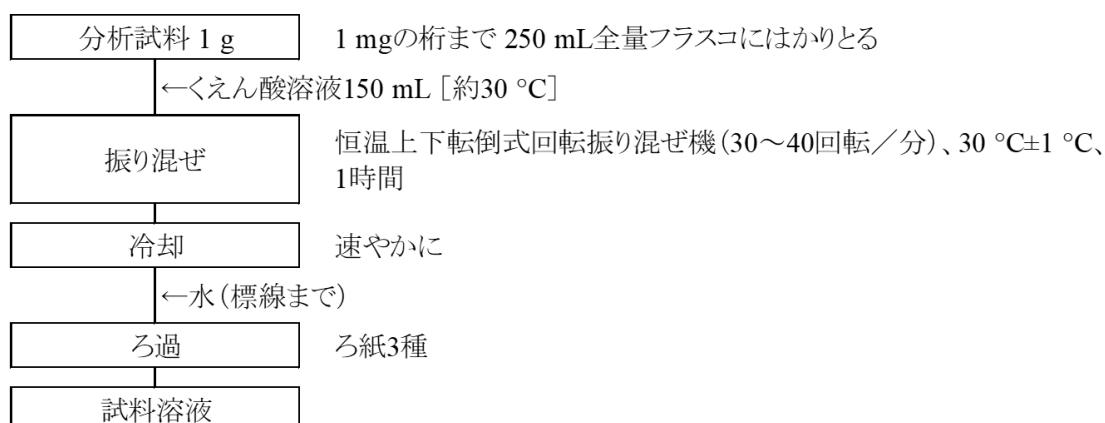 分析試料 1 g
1 mgの桁まで 250 mL全量フラスコにはかりとる
←くえん酸溶液150 mL [約30 °C]
振り混ぜ
恒温上下転倒式回転振り混ぜ機(30~40回転/分)、30 °C±1 °C、
1時間
冷却
速やかに
←水(標線まで)
ろ過
ろ紙3種
試料溶液